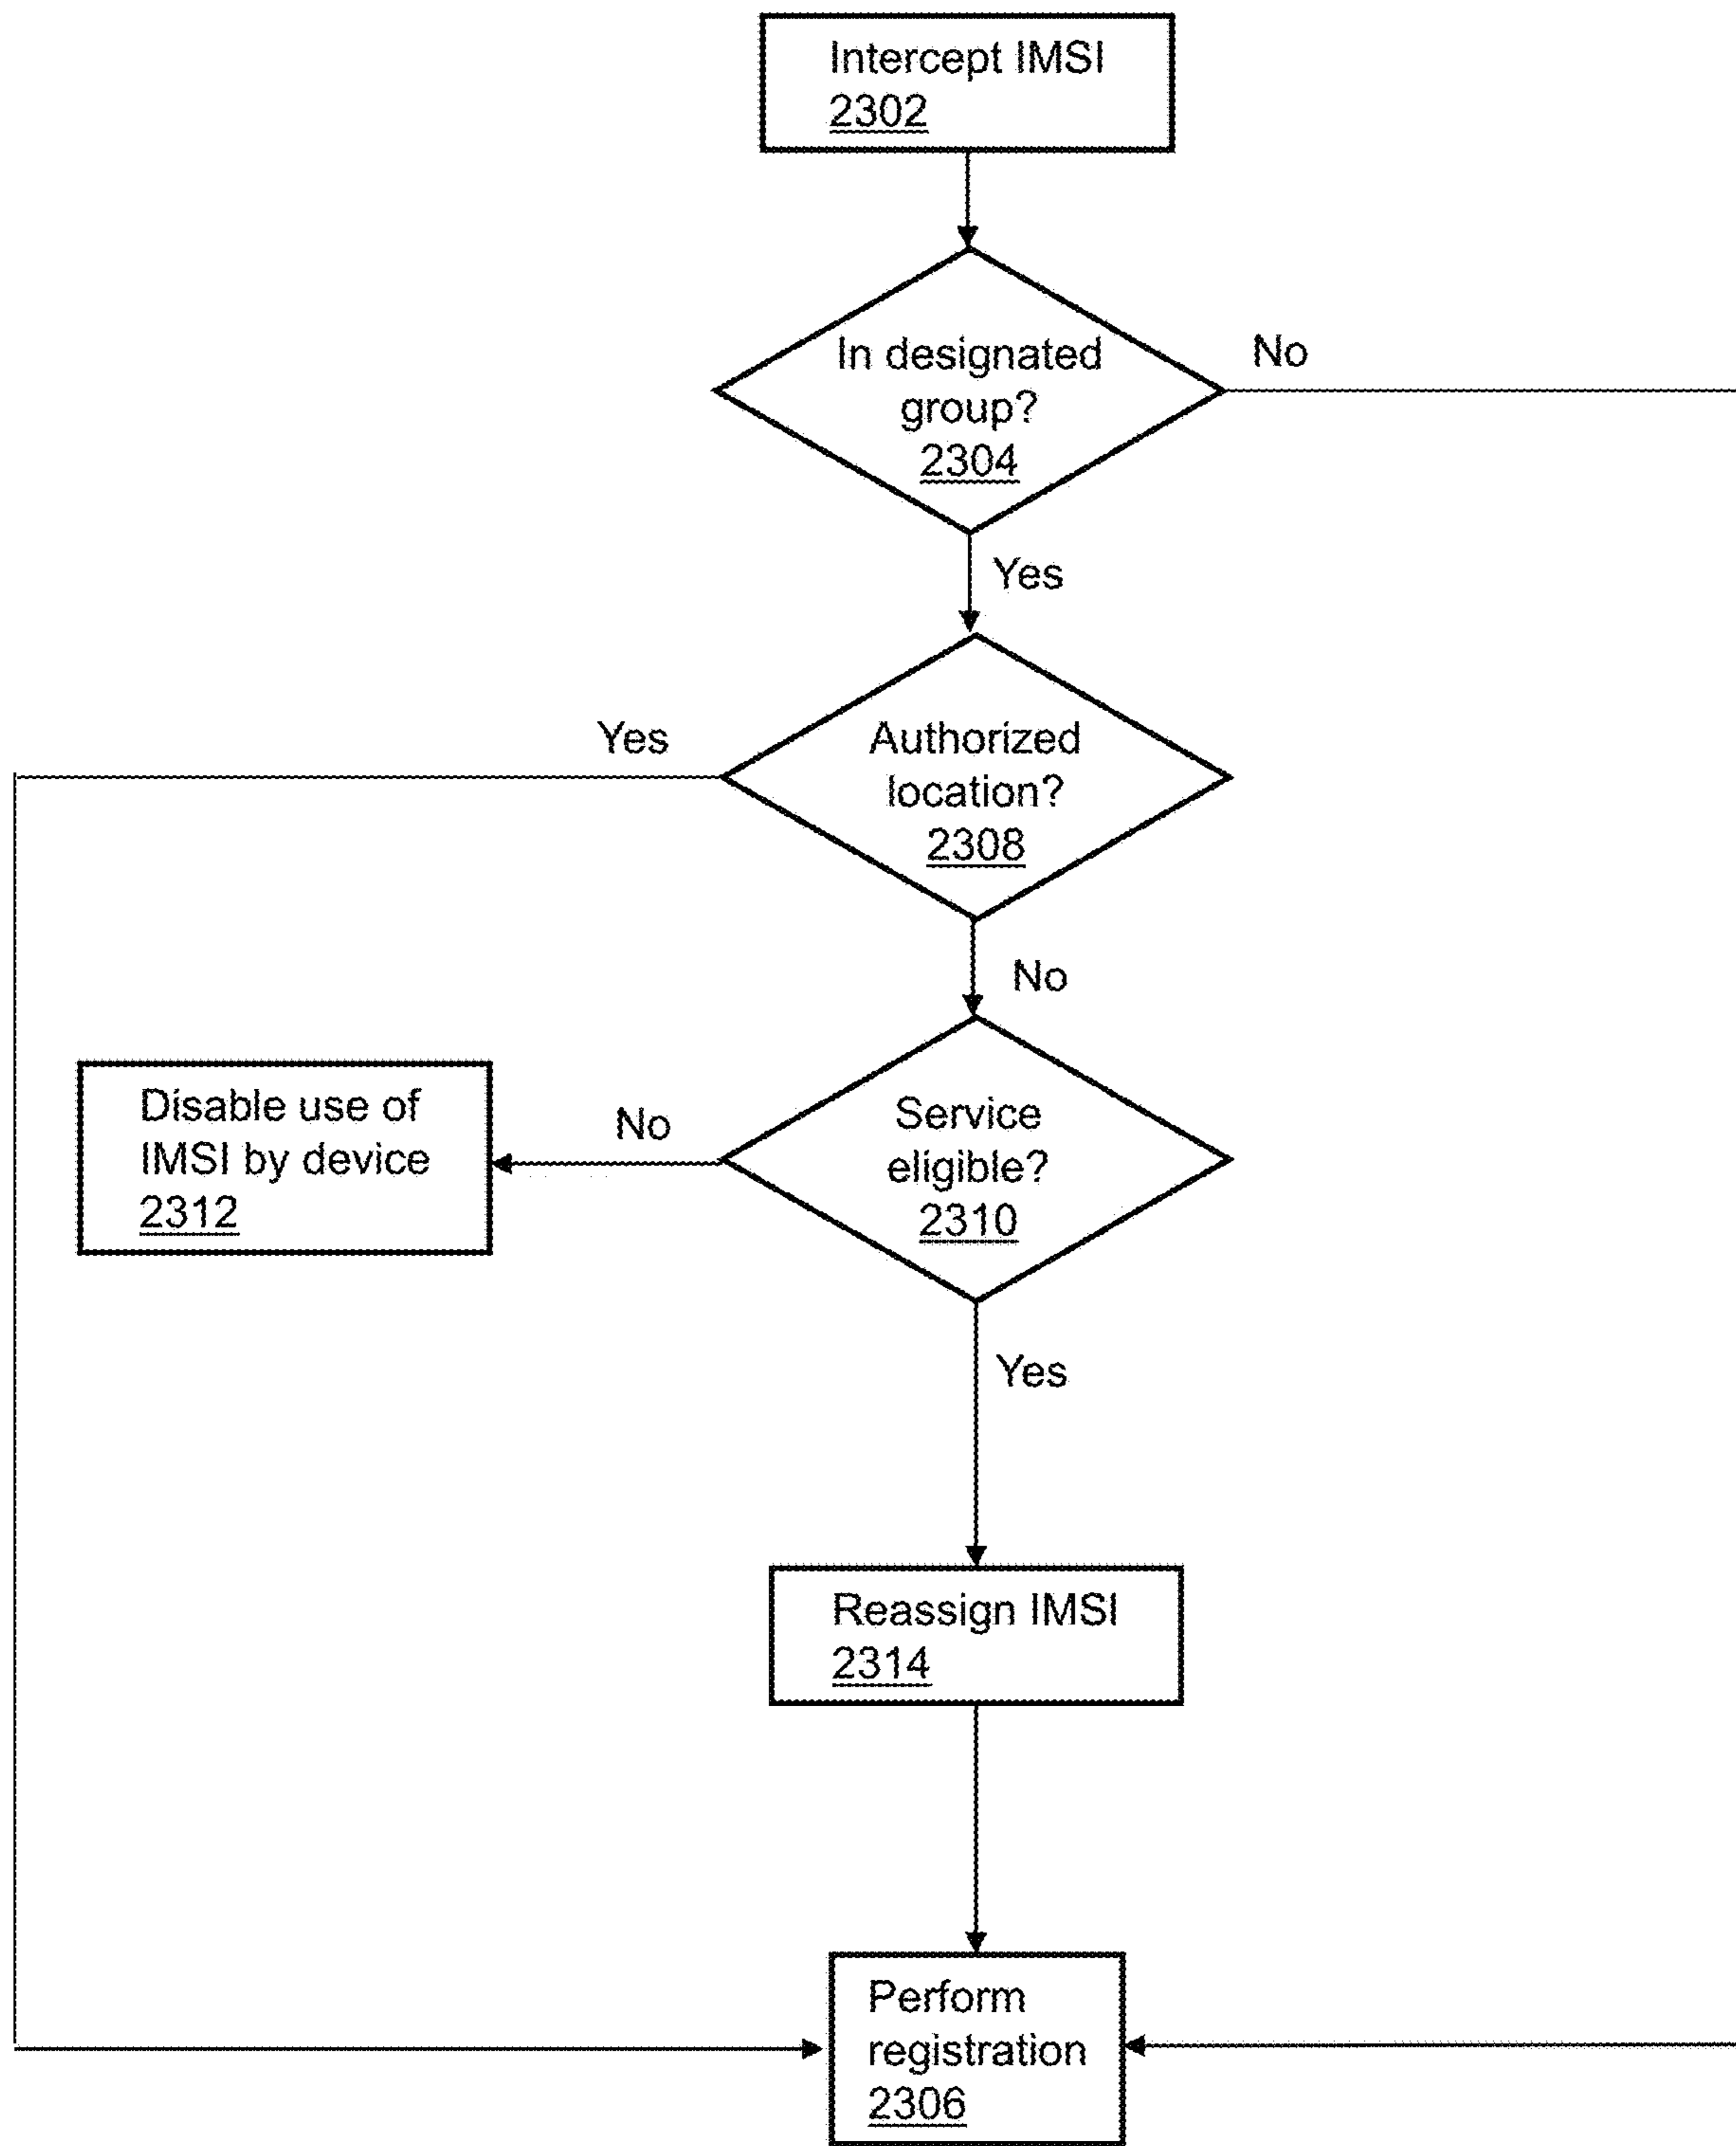 Intercept IMSI
2302
In designated
group?
2304
No
Yes
Yes
Authorized
location?
2308
No
Disable use of
IMSI by device
2312
No
Service
eligible?
2310
Yes
Reassign IMSI
2314
Perform
registration
2306